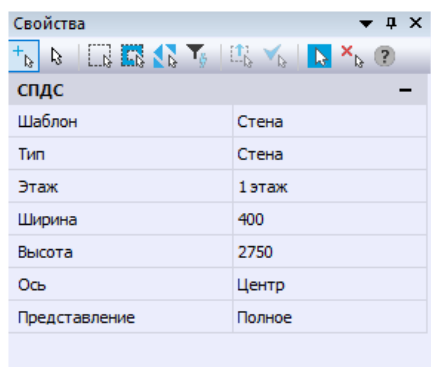 Свойства
СПДС
Шаблон Стена
Тип Стена
Этаж 1 этаж
Ширина 400
Высота 2750
Ось Центр
Представление Полное